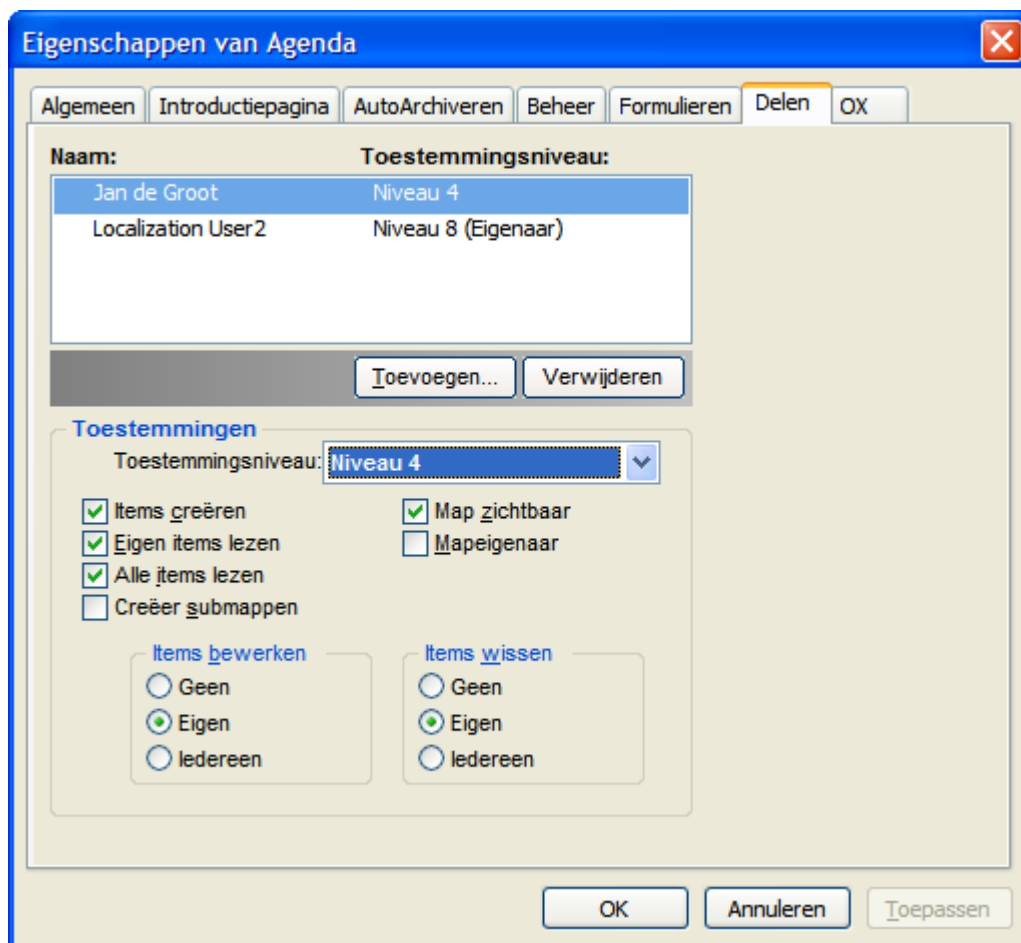 Eigenschappen van Agenda
Algemeen Introductiepagina AutoArchiveren Beheer Formulieren Delen OX
Naam: Toestemmingsniveau:
Jan de Groot Niveau 4
Localization User2 Niveau 8 (Eigenaar)
Toevoegen... Verwijderen
Toestemmingen
Toestemmingsniveau: Niveau 4
Items creëren Map zichtbaar
Eigen items lezen Mapeigenaar
Alle items lezen
Creëer submappen
Items bewerken Items wissen
Geen Geen
Eigen Eigen
Iedereen Iedereen
OK Annuleren Toepassen